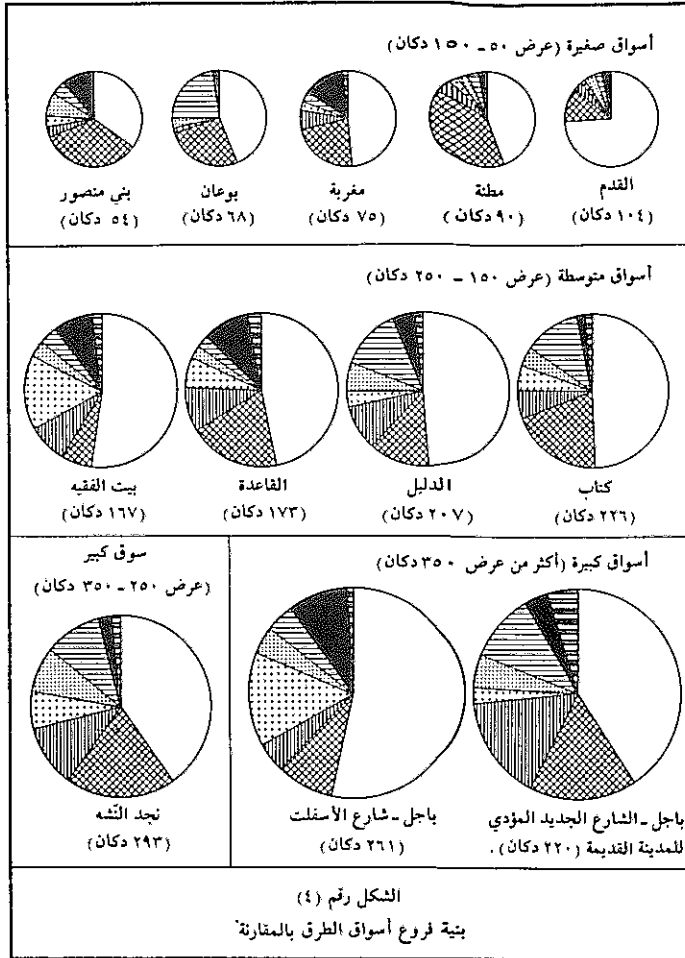 أسواق صغيرة (عرض ٥٠ - ١٥٠ دكان)
القدم
(١٠٤ دكان)
مطنة
(٩٠ دكان)
مغربة
(٧٥ دكان)
بوعان
(٦٨ دكان)
بني منصور
(٥٤ دكان)
أسواق متوسطة (عرض ١٥٠ - ٢٥٠ دكان)
كتاب
(٢٢٦ دكان)
الدليل
(٢٠٧ دكان)
القاعدة
(١٧٣ دكان)
بيت الفقيه
(١٦٧ دكان)
أسواق كبيرة (أكثر من عرض ٣٥٠ دكان)
باجل - الشارع الجديد المؤدي
للمدينة القديمة (٢٢٠ دكان).
باجل - شارع الأسفلت
(٢٦١ دكان)
سوق كبير
(عرض ٢٥٠ - ٣٥٠ دكان)
نجد النّشه
(٢٩٣ دكان)
الشكل رقم (٤)
بنية فروع أسواق الطرق بالمقارنة